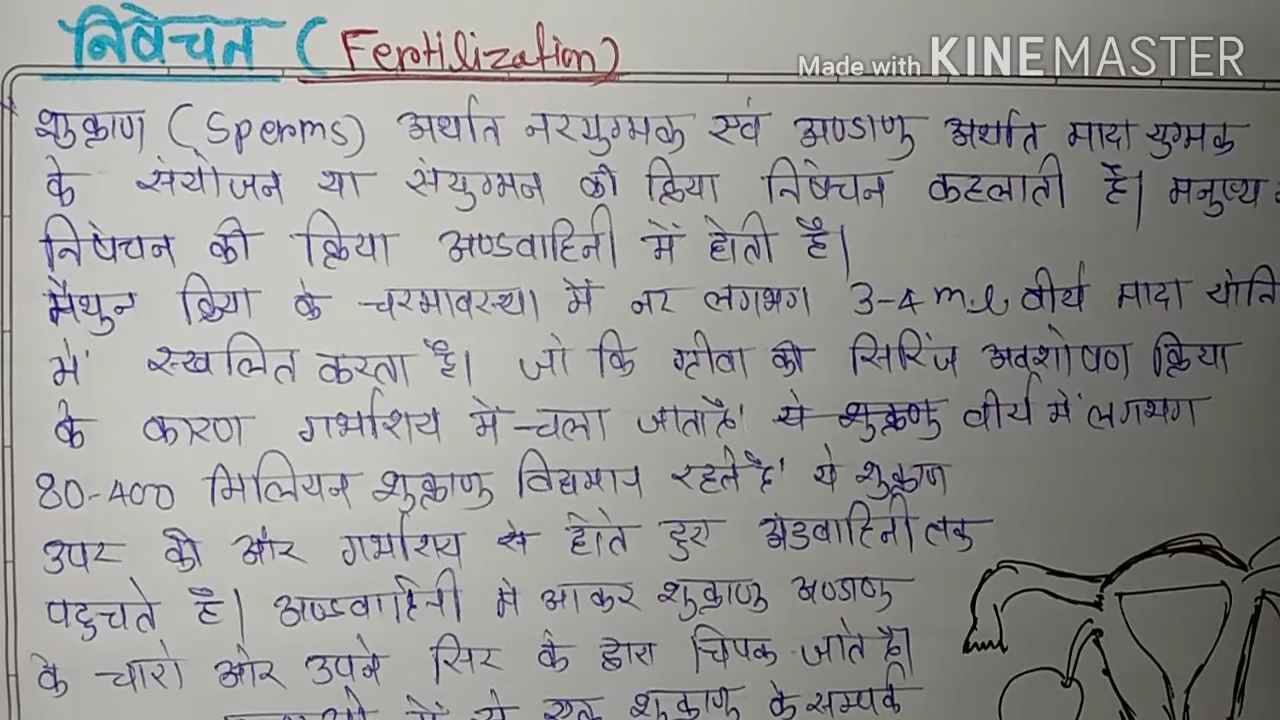 निषेचन (Fertilization)
Made with KINEMASTER
शुक्राणु (Sperms) अर्थात नरयुग्मक एवं अण्डाणु अर्थात मादा युग्मक
के संयोजन या संयुग्मन की क्रिया निषेचन कहलाती है। मनुष्य
निषेचन की क्रिया अण्डवाहिनी में होती है।
मैथुन क्रिया के चरमावस्था में नर लगभग 3-4 ml वीर्य मादा योनि
में स्खलित करता है। जो कि ग्रीवा की सिरिंज अवशोषण क्रिया
के कारण गर्भाशय में चला जाता है। ये शुक्राणु वीर्य में लगभग
80-400 मिलियन शुक्राणु विद्यमान रहते है। ये शुक्राणु
उपर की ओर गर्भाशय से होते हुए अंडवाहिनी तक
पहुचते है। अण्डवाहिनी मे आकर शुक्राणु अण्डाणु
के चारो ओर उपने सिर के द्वारा चिपक जाते है।
में से एक शुक्राणु के सम्पर्क